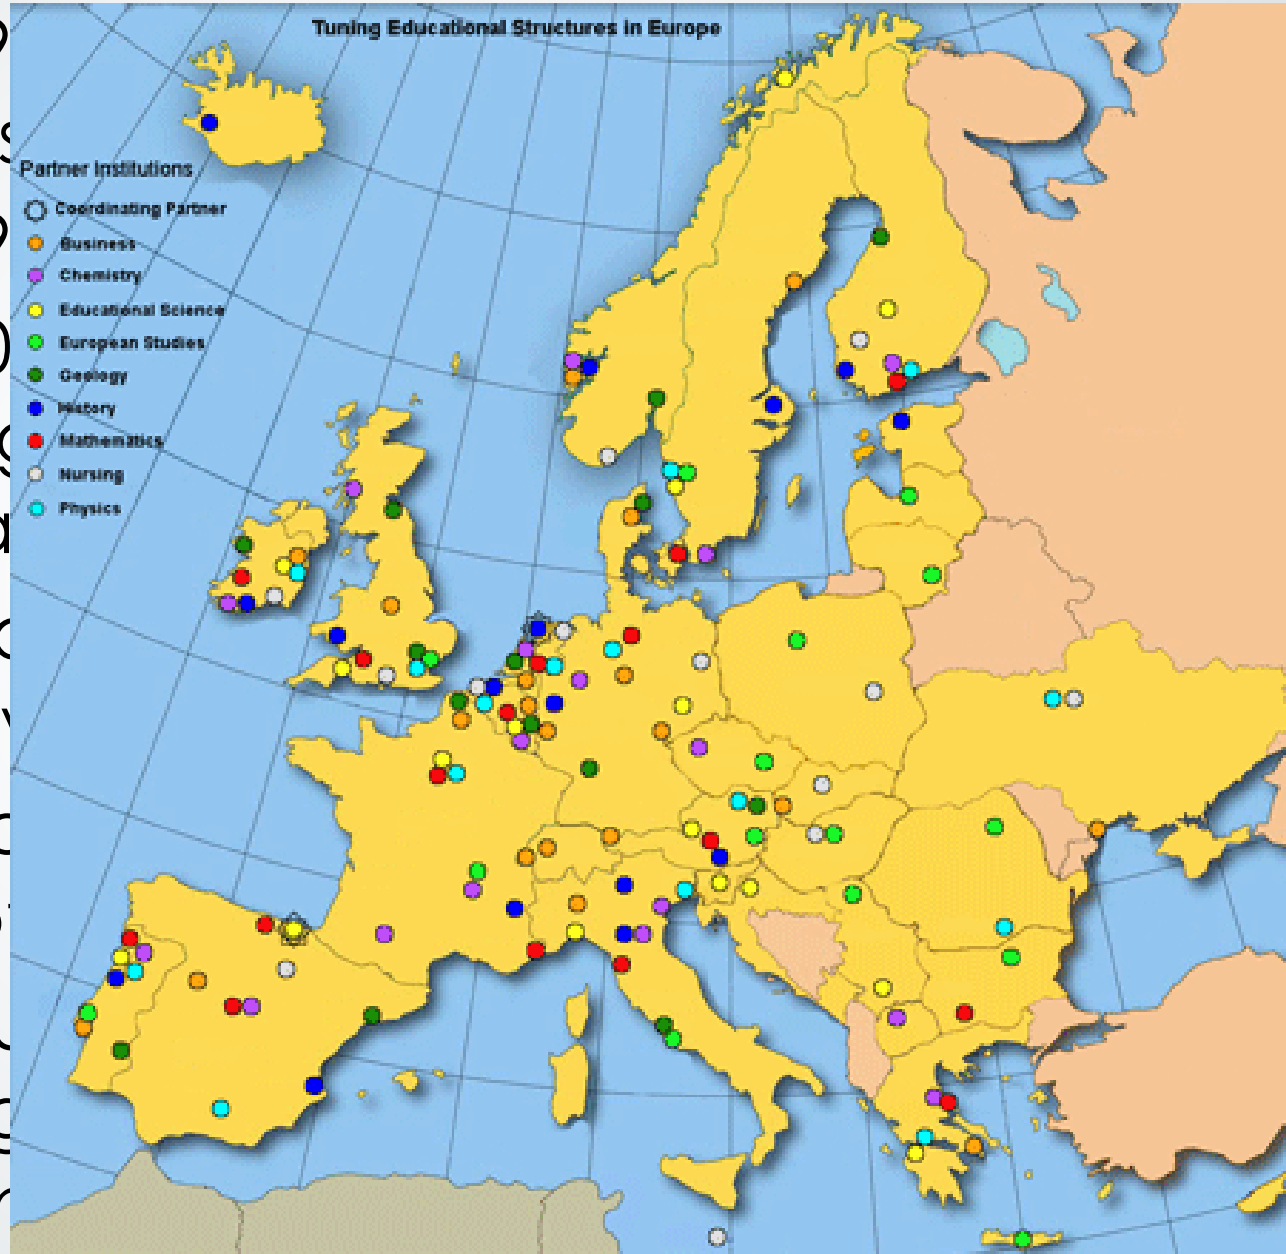 Tuning Educational Structures in Europe
Partner Institutions
Coordinating Partner
Business
Chemistry
Educational Science
European Studies
Geology
History
Mathematics
Nursing
Physics